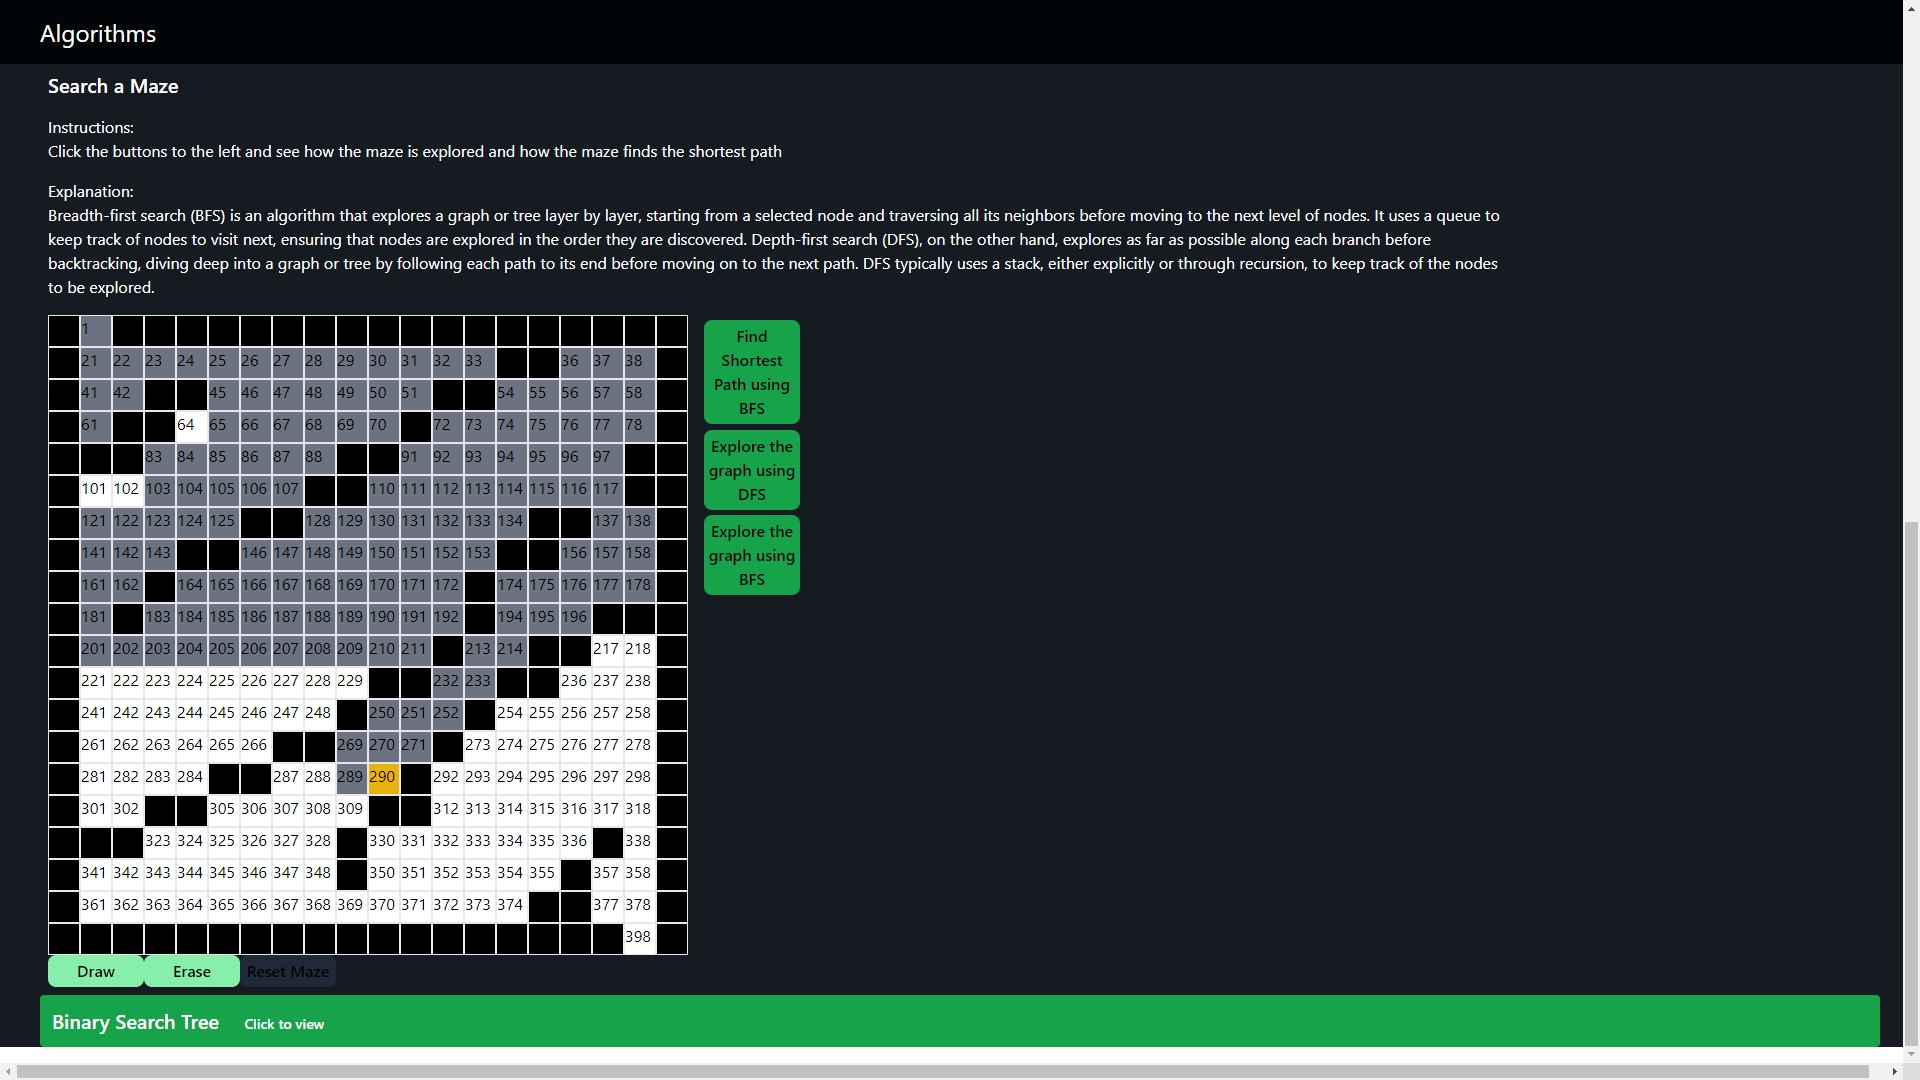 Algorithms
Search a Maze
Instructions:
Click the buttons to the left and see how the maze is explored and how the maze finds the shortest path
Explanation:
Breadth-first search (BFS) is an algorithm that explores a graph or tree layer by layer, starting from a selected node and traversing all its neighbors before moving to the next level of nodes. It uses a queue to
keep track of nodes to visit next, ensuring that nodes are explored in the order they are discovered. Depth-first search (DFS), on the other hand, explores as far as possible along each branch before
backtracking, diving deep into a graph or tree by following each path to its end before moving on to the next path. DFS typically uses a stack, either explicitly or through recursion, to keep track of the nodes
to be explored.
1
21 22 23 24 25 26 27 28 29 30 31 32 33 36 37 38
41 42 45 46 47 48 49 50 51 54 55 56 57 58
61 64 65 66 67 68 69 70 72 73 74 75 76 77 78
83 84 85 86 87 88 91 92 93 94 95 96 97
101 102 103 104 105 106 107 110 111 112 113 114 115 116 117
121 122 123 124 125 128 129 130 131 132 133 134 137 138
141 142 143 146 147 148 149 150 151 152 153 156 157 158
161 162 164 165 166 167 168 169 170 171 172 174 175 176 177 178
181 183 184 185 186 187 188 189 190 191 192 194 195 196
201 202 203 204 205 206 207 208 209 210 211 213 214 217 218
221 222 223 224 225 226 227 228 229 232 233 236 237 238
241 242 243 244 245 246 247 248 250 251 252 254 255 256 257 258
261 262 263 264 265 266 269 270 271 273 274 275 276 277 278
281 282 283 284 287 288 289 290 292 293 294 295 296 297 298
301 302 305 306 307 308 309 312 313 314 315 316 317 318
323 324 325 326 327 328 330 331 332 333 334 335 336 338
341 342 343 344 345 346 347 348 350 351 352 353 354 355 357 358
361 362 363 364 365 366 367 368 369 370 371 372 373 374 377 378
398
Find
Shortest
Path using
BFS
Explore the
graph using
DFS
Explore the
graph using
BFS
Draw Erase Reset Maze
Binary Search Tree Click to view